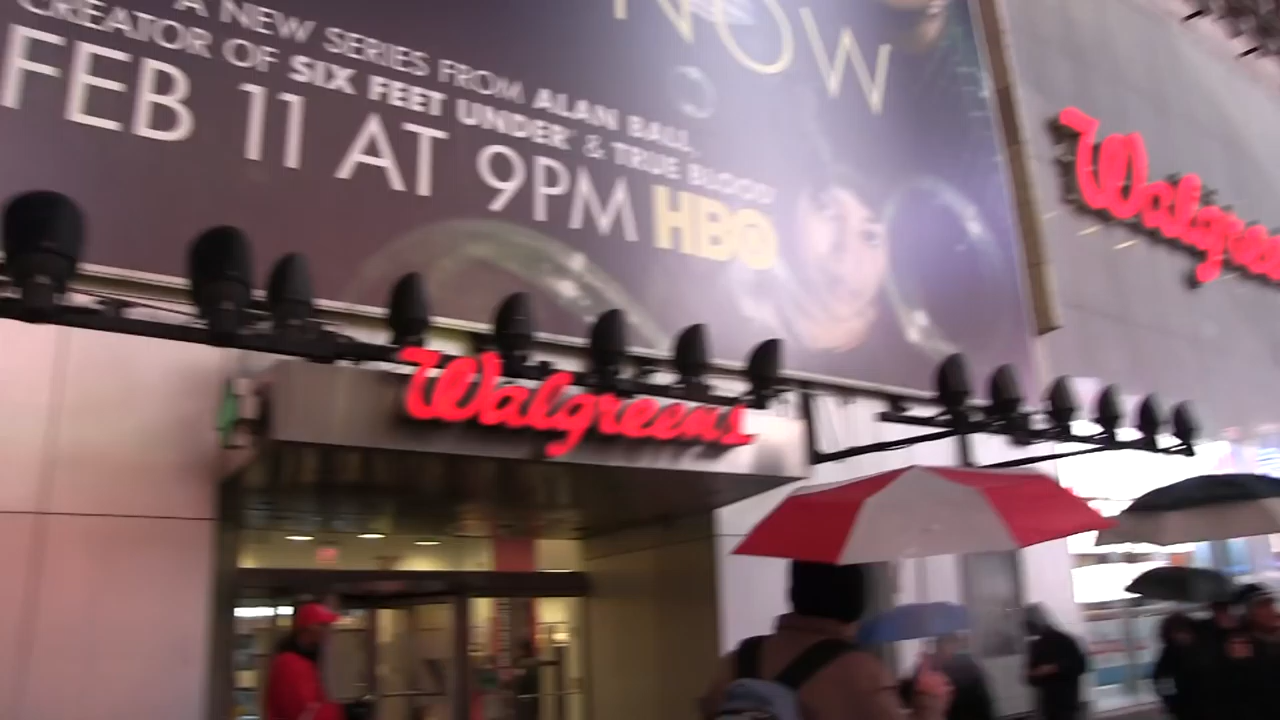 NOW
A NEW SERIES FROM ALAN BALL,
CREATOR OF SIX FEET UNDER® & TRUE BLOOD®
FEB 11 AT 9PM HBO
Walgreens
Walgreens